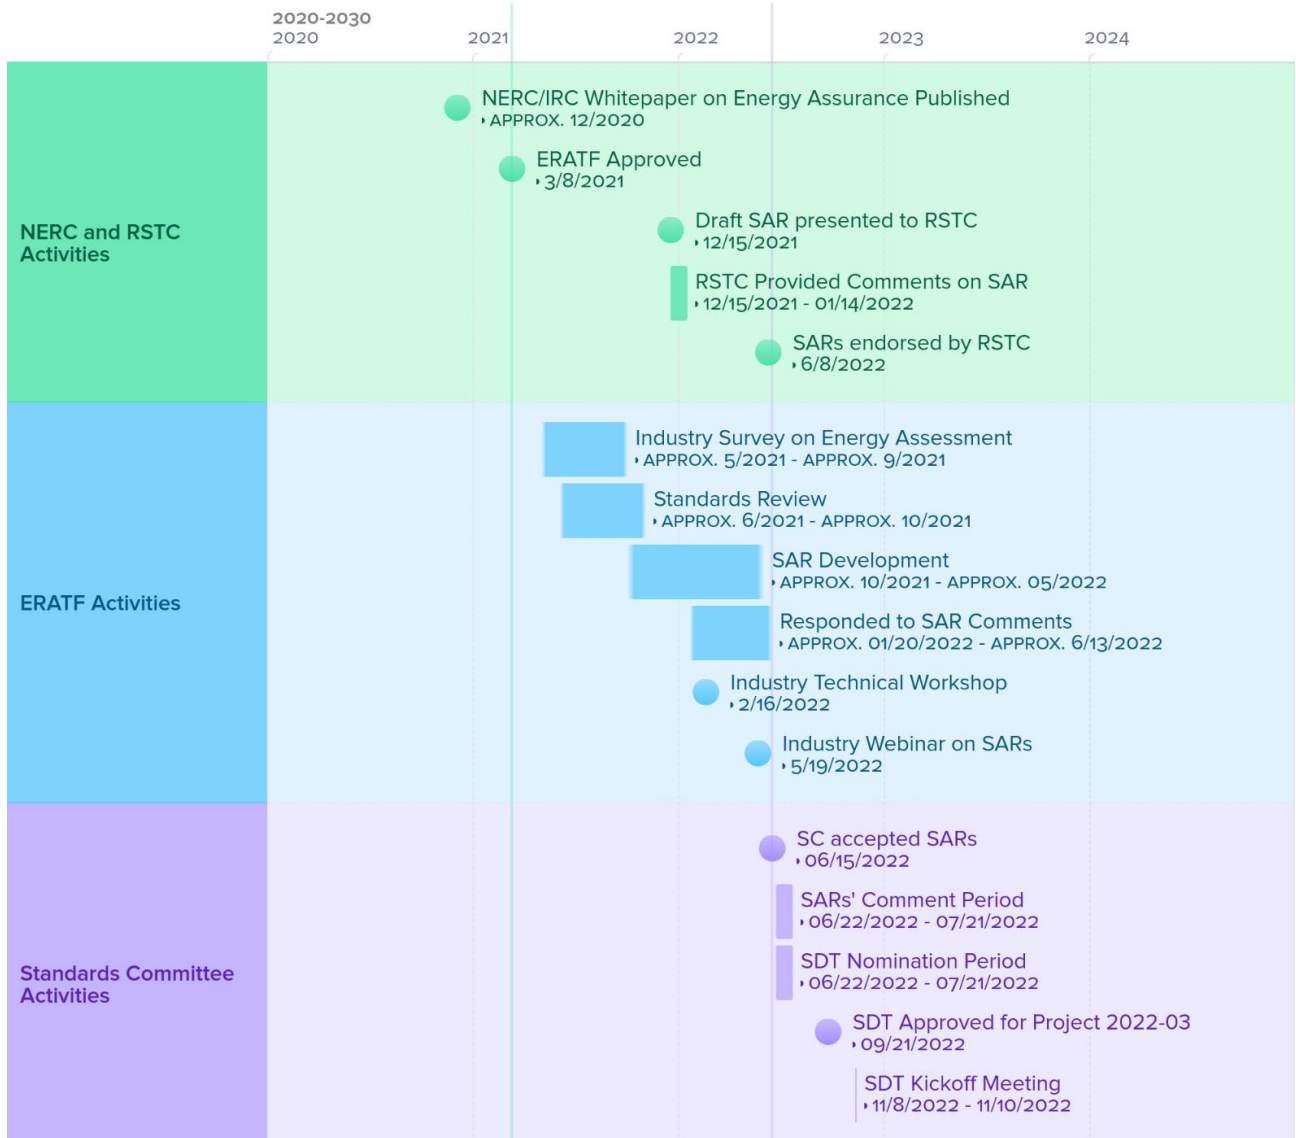 2020-2030
2020 2021 2022 2023 2024
NERC and RSTC
Activities
NERC/IRC Whitepaper on Energy Assurance Published
APPROX. 12/2020
ERATF Approved
3/8/2021
Draft SAR presented to RSTC
12/15/2021
RSTC Provided Comments on SAR
12/15/2021 - 01/14/2022
SARs endorsed by RSTC
6/8/2022
ERATF Activities
Industry Survey on Energy Assessment
APPROX. 5/2021 - APPROX. 9/2021
Standards Review
APPROX. 6/2021 - APPROX. 10/2021
SAR Development
APPROX. 10/2021 - APPROX. 05/2022
Responded to SAR Comments
APPROX. 01/20/2022 - APPROX. 6/13/2022
Industry Technical Workshop
2/16/2022
Industry Webinar on SARs
5/19/2022
Standards Committee
Activities
SC accepted SARs
06/15/2022
SARs' Comment Period
06/22/2022 - 07/21/2022
SDT Nomination Period
06/22/2022 - 07/21/2022
SDT Approved for Project 2022-03
09/21/2022
SDT Kickoff Meeting
11/8/2022 - 11/10/2022